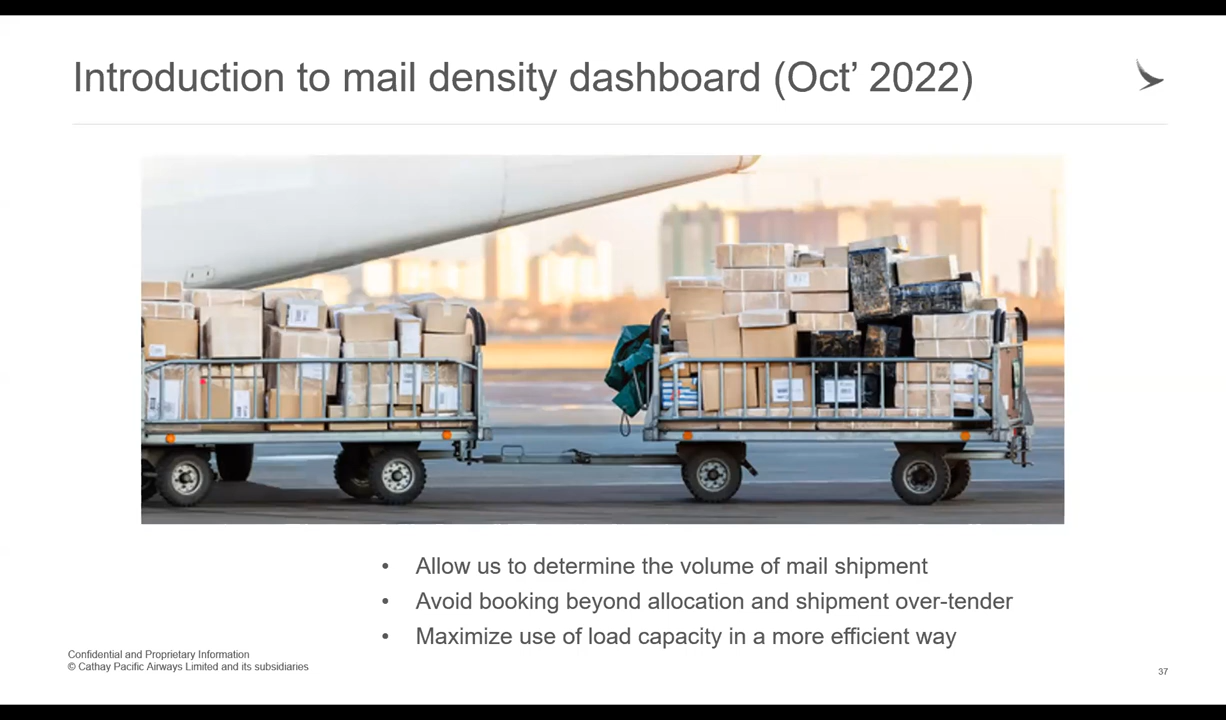 Introduction to mail density dashboard (Oct’ 2022)
• Allow us to determine the volume of mail shipment
• Avoid booking beyond allocation and shipment over-tender
• Maximize use of load capacity in a more efficient way
Confidential and Proprietary Information
© Cathay Pacific Airways Limited and its subsidiaries
37